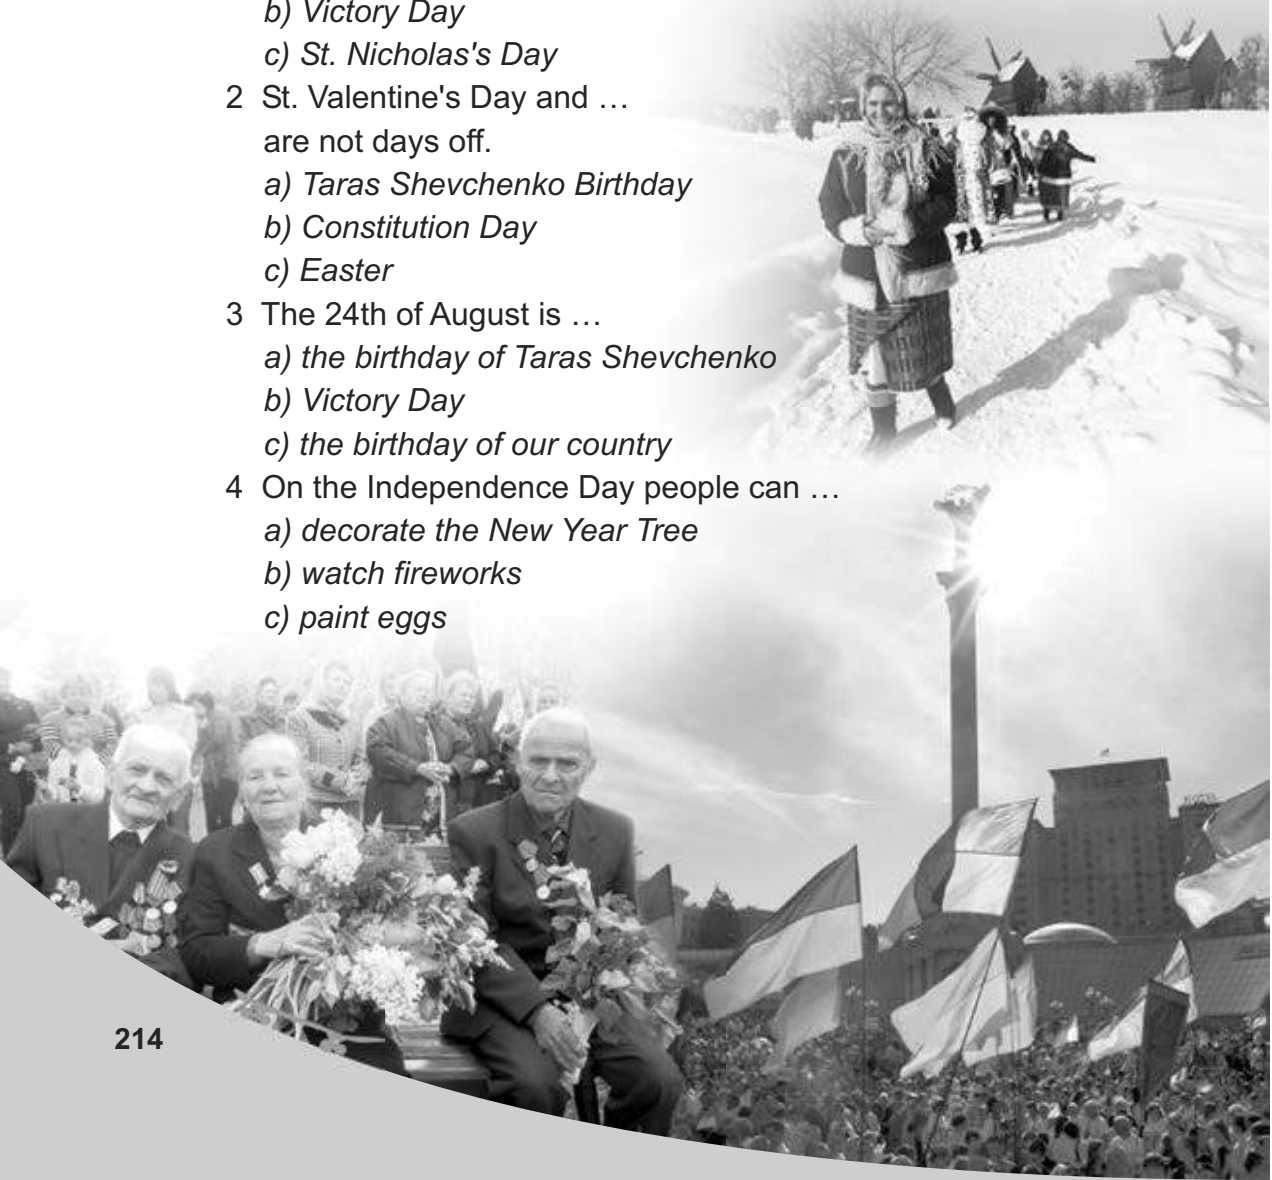 b) Victory Day
c) St. Nicholas's Day
2 St. Valentine's Day and …
are not days off.
a) Taras Shevchenko Birthday
b) Constitution Day
c) Easter
3 The 24th of August is …
a) the birthday of Taras Shevchenko
b) Victory Day
c) the birthday of our country
4 On the Independence Day people can …
a) decorate the New Year Tree
b) watch fireworks
c) paint eggs
214